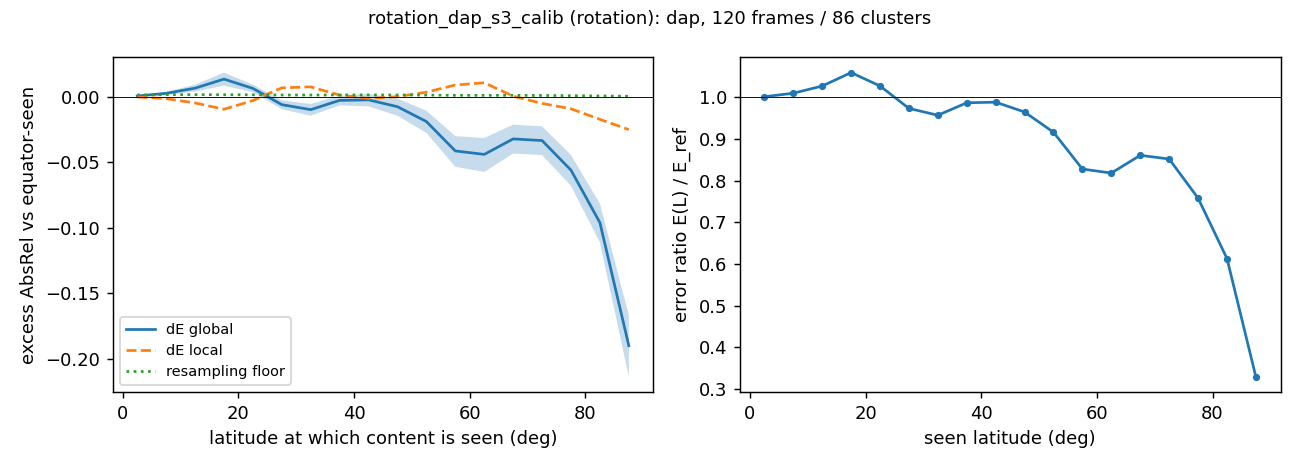 rotation_dap_s3_calib (rotation): dap, 120 frames / 86 clusters
excess AbsRel vs equator-seen
0.00
−0.05
−0.10
−0.15
−0.20
dE global
dE local
resampling floor
0 20 40 60 80
latitude at which content is seen (deg)
error ratio E(L) / E_ref
1.0
0.9
0.8
0.7
0.6
0.5
0.4
0.3
0 20 40 60 80
seen latitude (deg)